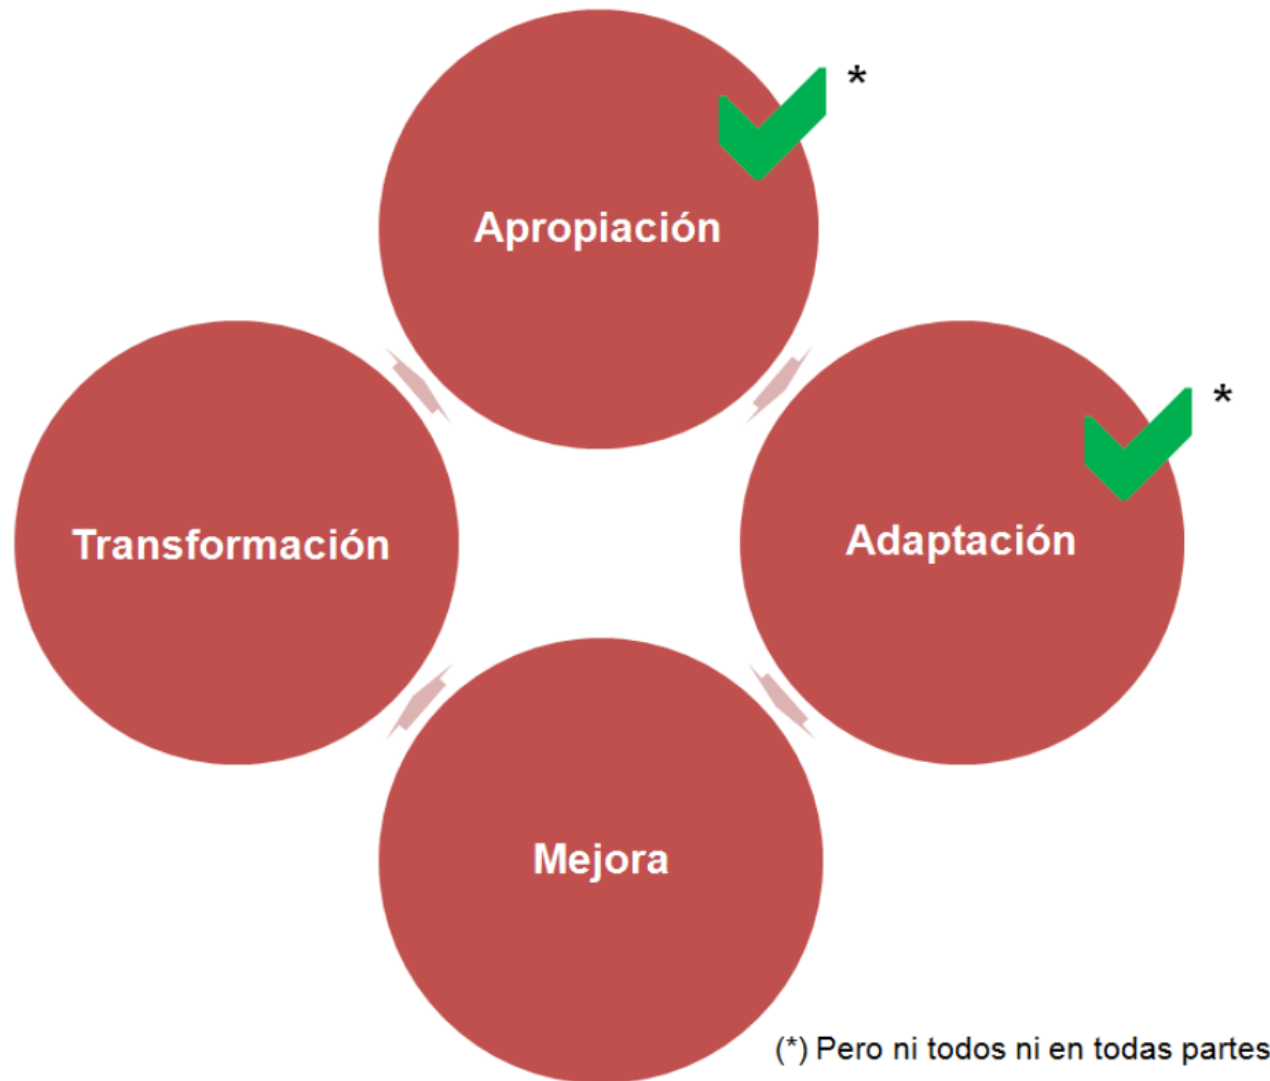 *
Apropiación
*
Transformación
Adaptación
Mejora
(*) Pero ni todos ni en todas partes